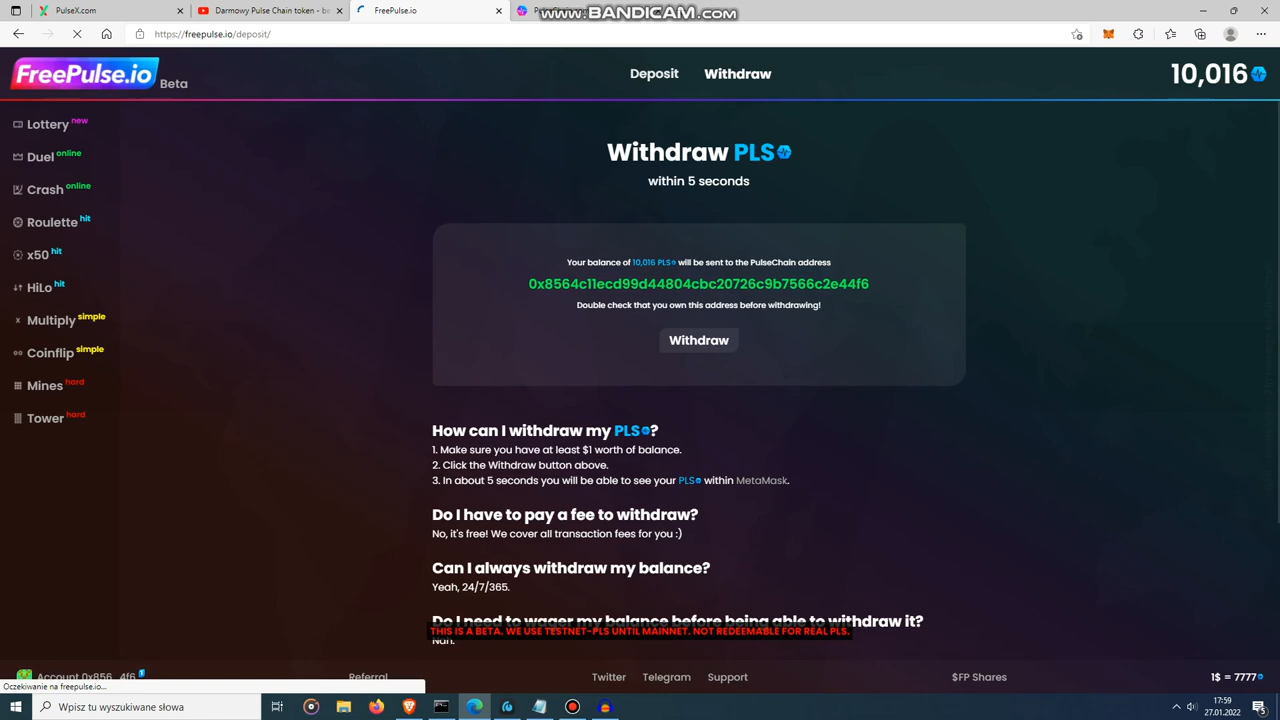 PulseX.com
Darmowy Pulse Chain token - be
FreePulse.io
www.BANDICAM.com
https://freepulse.io/deposit/
FreePulse.io Beta
Deposit Withdraw
10,016
Lottery new
Duel online
Crash online
Roulette hit
x50 hit
HiLo hit
Multiply simple
Coinflip simple
Mines hard
Tower hard
Withdraw PLS
within 5 seconds
Your balance of 10,016 PLS will be sent to the PulseChain address
0x8564c11ecd99d44804cbc20726c9b7566c2e44f6
Double check that you own this address before withdrawing!
Withdraw
How can I withdraw my PLS?
1. Make sure you have at least $1 worth of balance.
2. Click the Withdraw button above.
3. In about 5 seconds you will be able to see your PLS within MetaMask.
Do I have to pay a fee to withdraw?
No, it's free! We cover all transaction fees for you :)
Can I always withdraw my balance?
Yeah, 24/7/365.
Do I need to wager my balance before being able to withdraw it?
THIS IS A BETA. WE USE TESTNET-PLS UNTIL MAINNET. NOT REDEEMABLE FOR REAL PLS.
Nah.
Account 0x856...4f6 1
Referral
Twitter
Telegram
Support
$FP Shares
1$ = 7777
Oczekiwanie na freepulse.io...
Wpisz tu wyszukiwane słowa
17:59
27.01.2022